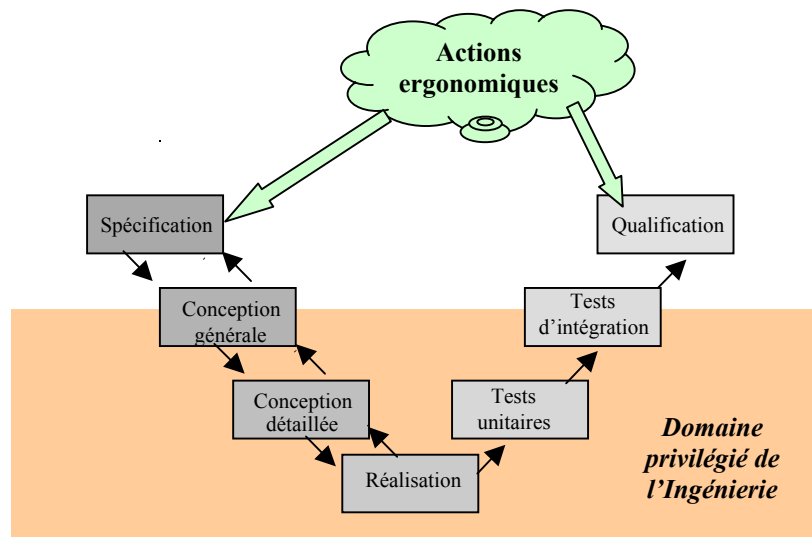 Actions
ergonomiques
Spécification
Qualification
Conception
générale
Tests
d'intégration
Conception
détaillée
Tests
unitaires
Réalisation
Domaine
privilégié de
l'Ingénierie